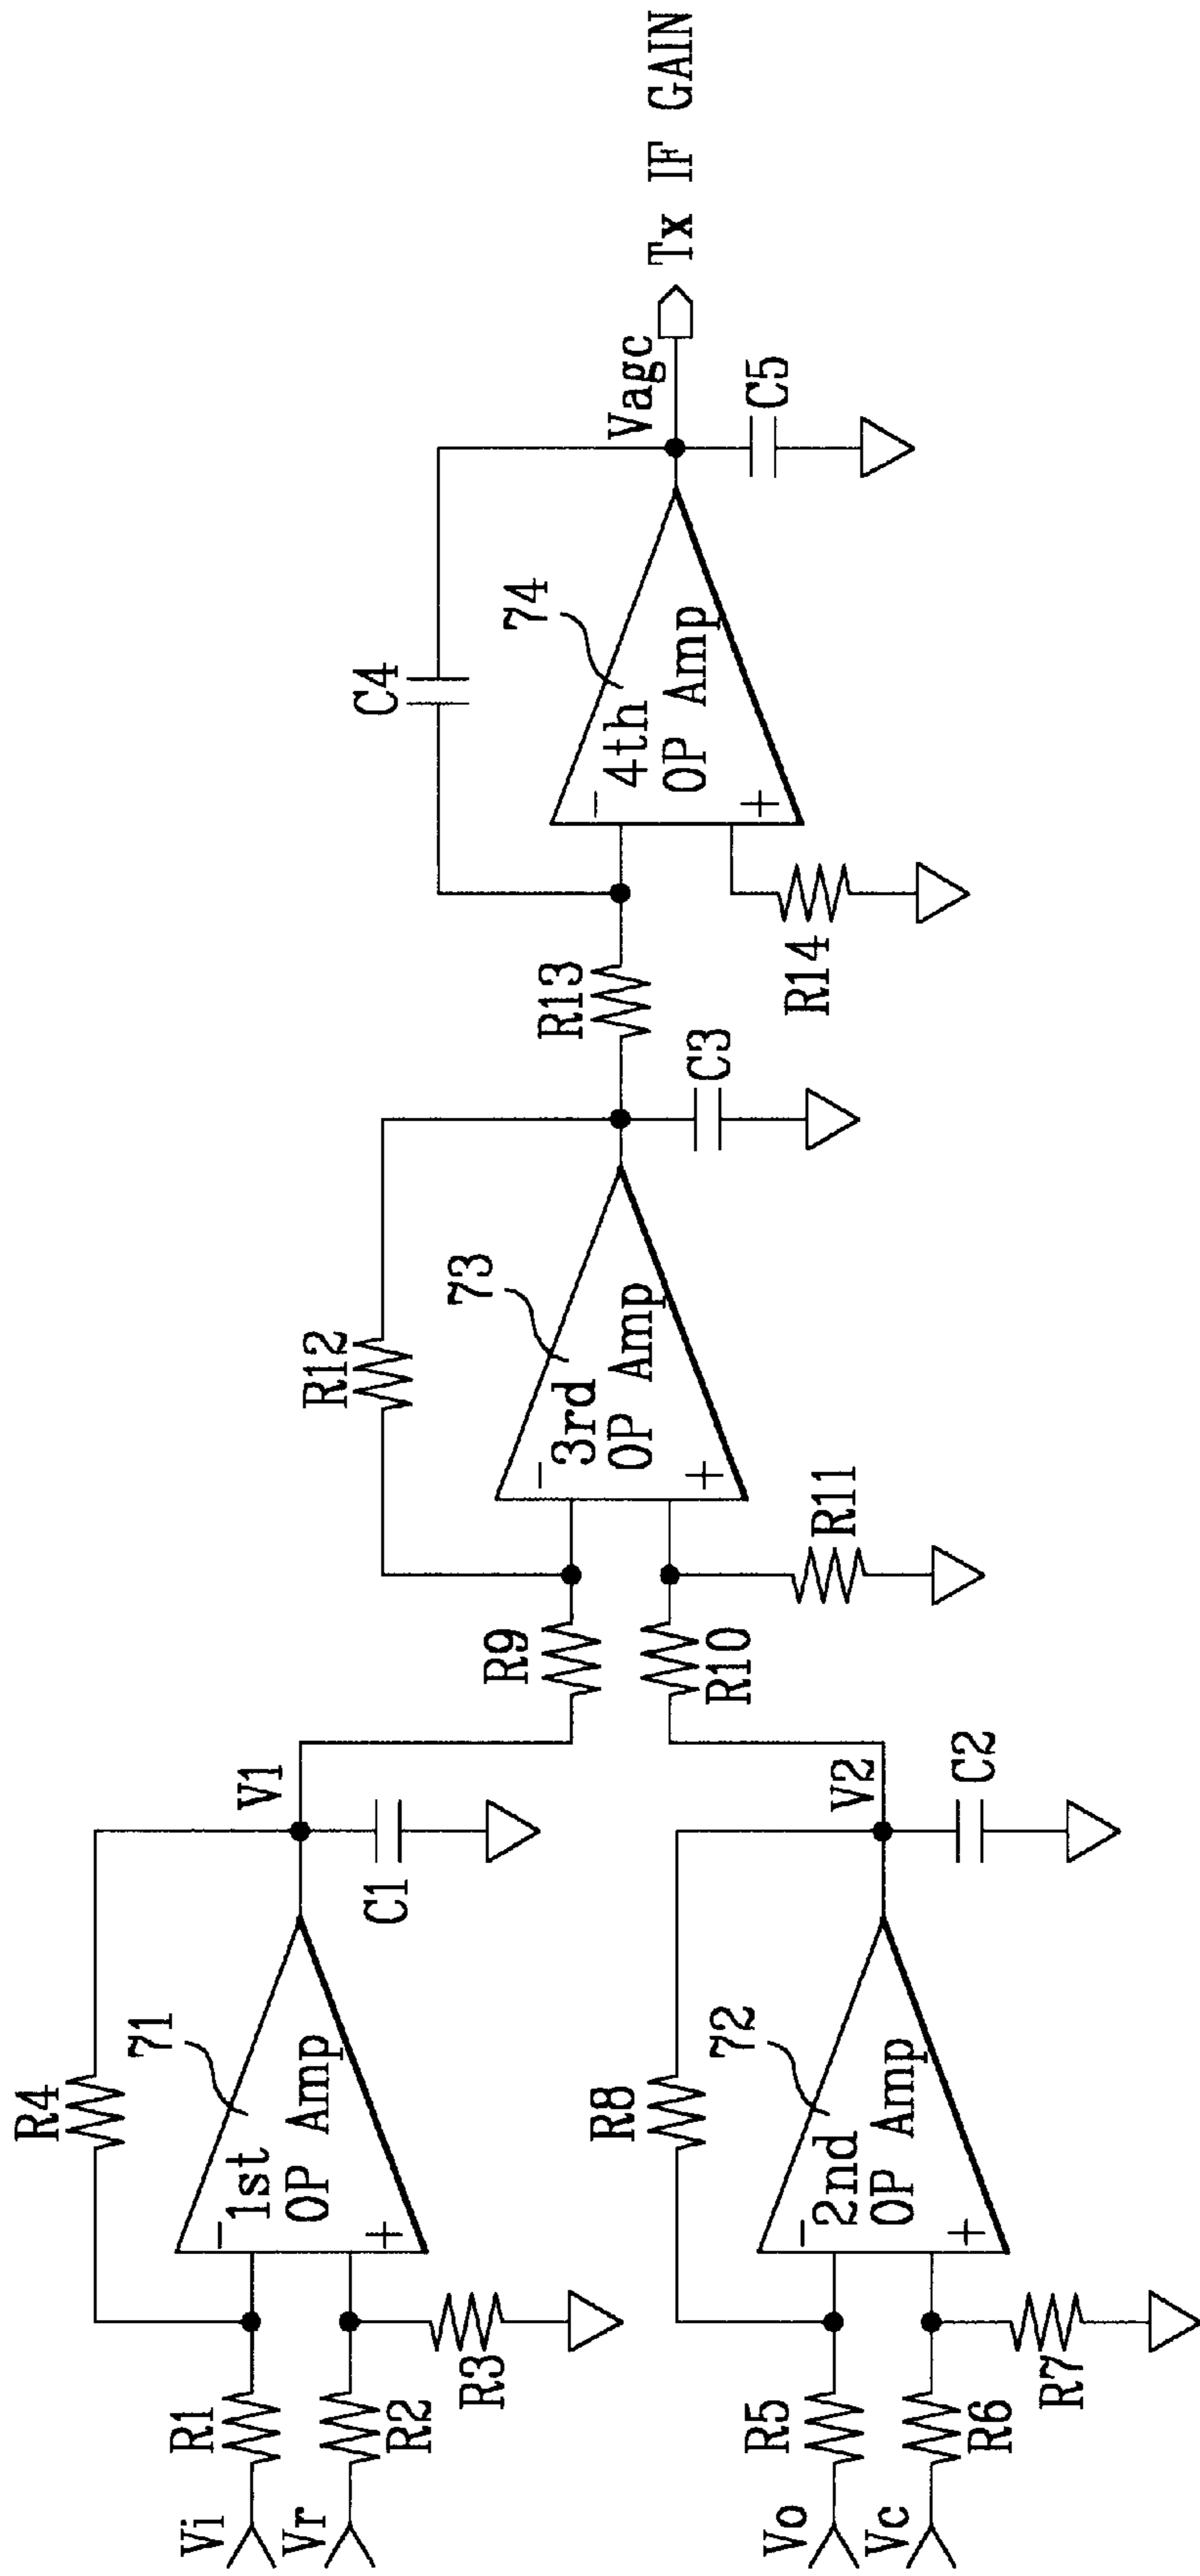 Vi
R1
Vr
R2
R3
R4
71
1st
OP Amp
-
+
V1
C1
Vo
R5
Vc
R6
R7
R8
72
2nd
OP Amp
-
+
V2
C2
R9
R10
R11
R12
73
3rd
OP Amp
-
+
C3
R13
R14
C4
74
4th
OP Amp
-
+
Vagc
C5
Tx IF GAIN